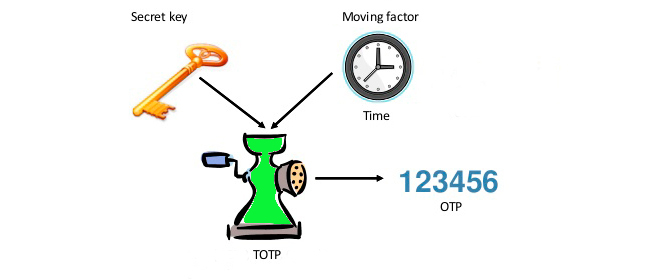 Secret key
Moving factor
Time
123456
OTP
TOTP